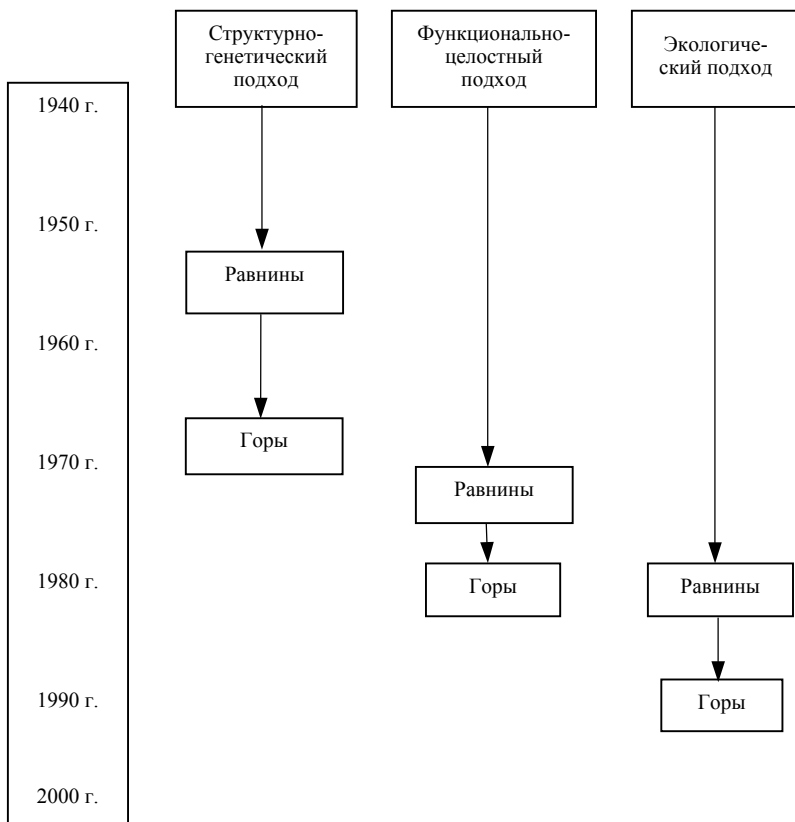 Структурно-
генетический
подход
Функционально-
целостный
подход
Экологиче-
ский подход
1940 г.
1950 г.
Равнины
1960 г.
Горы
1970 г.
Равнины
1980 г.
Горы
Равнины
1990 г.
Горы
2000 г.